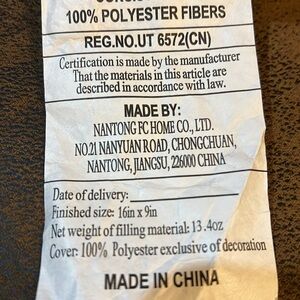 100% POLYESTER FIBERS
REG.NO.UT 6572(CN)
Certification is made by the manufacturer
That the materials in this article are
described in accordance with law.
MADE BY:
NANTONG FC HOME CO., LTD.
NO.21 NANYUAN ROAD, CHONGCHUAN,
NANTONG, JIANGSU, 226000 CHINA
Date of delivery:
Finished size: 16in x 9in
Net weight of filling material: 13.4oz
Cover: 100% Polyester exclusive of decoration
MADE IN CHINA